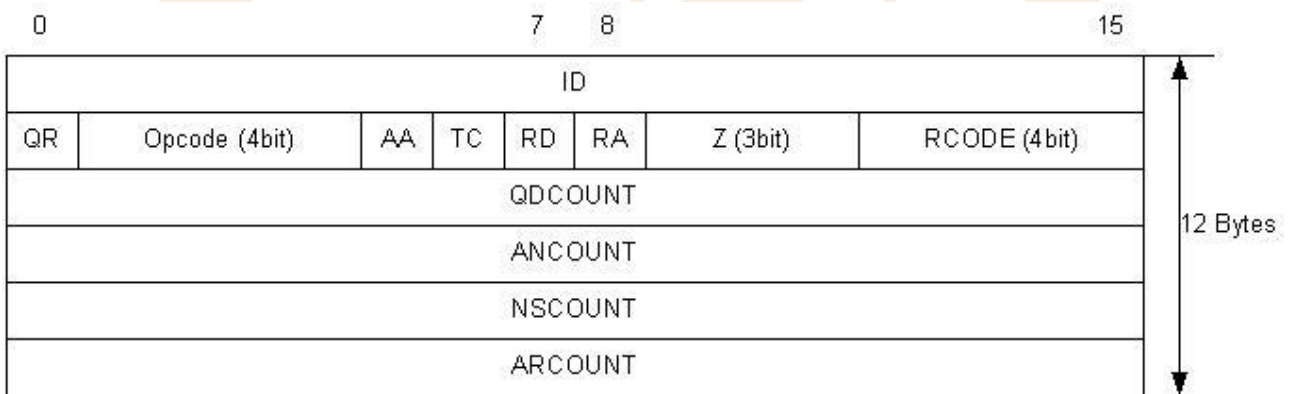 0 7 8 15
ID
QR Opcode (4bit) AA TC RD RA Z (3bit) RCODE (4bit)
QDCOUNT
ANCOUNT
12 Bytes
NSCOUNT
ARCOUNT